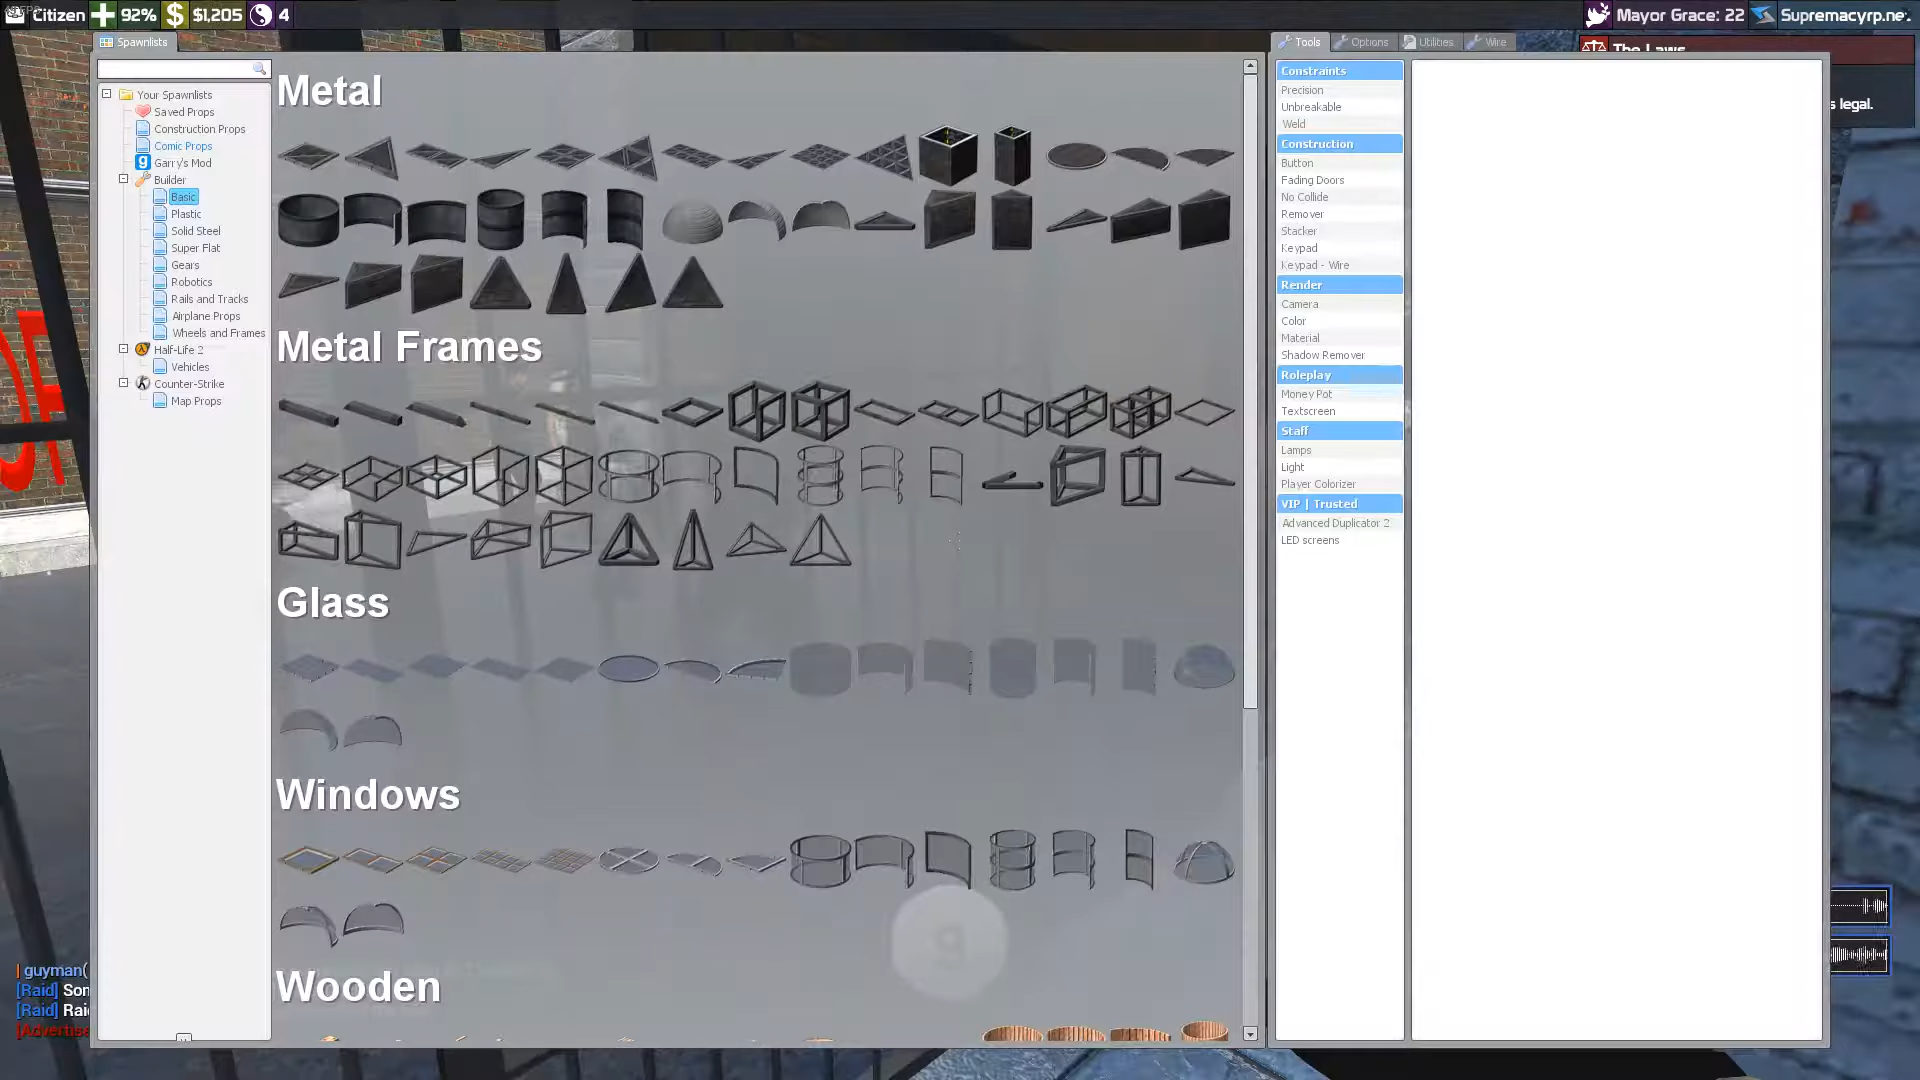 Citizen 92% $ $1,205 4
Mayor Grace: 22 Supremacyrp.ne
Spawnlists
Tools Options Utilities Wire
The Laws
s legal.
Your Spawnlists
Saved Props
Construction Props
Comic Props
Garry's Mod
Builder
Basic
Plastic
Solid Steel
Super Flat
Gears
Robotics
Rails and Tracks
Airplane Props
Wheels and Frames
Half-Life 2
Vehicles
Counter-Strike
Map Props
Metal
Metal Frames
Glass
Windows
Wooden
Constraints
Precision
Unbreakable
Weld
Construction
Button
Fading Doors
No Collide
Remover
Stacker
Keypad
Keypad - Wire
Render
Camera
Color
Material
Shadow Remover
Roleplay
Money Pot
Textscreen
Staff
Lamps
Light
Player Colorizer
VIP | Trusted
Advanced Duplicator 2
LED screens
| guyman(
[Raid] Son
[Raid] Raid
[Advertise